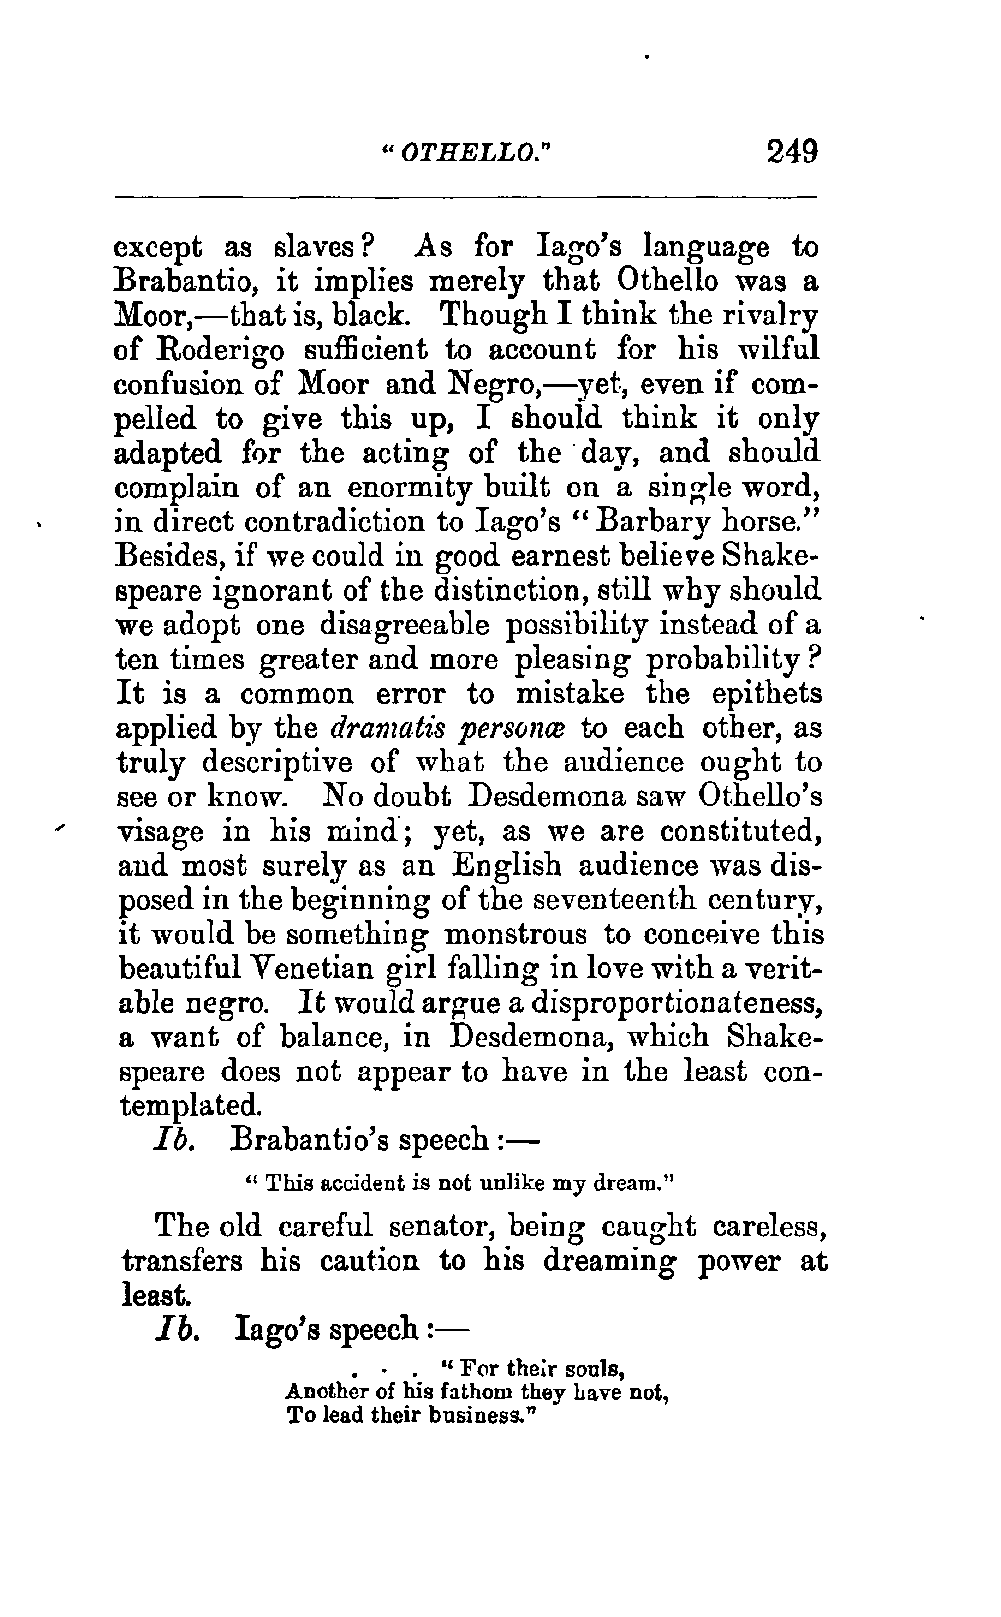 “ OTHELLO.” 249
except as slaves? As for Iago’s language to
Brabantio, it implies merely that Othello was a
Moor,—that is, black. Though I think the rivalry
of Roderigo sufficient to account for his wilful
confusion of Moor and Negro,—yet, even if com-
pelled to give this up, I should think it only
adapted for the acting of the day, and should
complain of an enormity built on a single word,
in direct contradiction to Iago’s “ Barbary horse.”
Besides, if we could in good earnest believe Shake-
speare ignorant of the distinction, still why should
we adopt one disagreeable possibility instead of a
ten times greater and more pleasing probability?
It is a common error to mistake the epithets
applied by the dramatis personæ to each other, as
truly descriptive of what the audience ought to
see or know. No doubt Desdemona saw Othello’s
visage in his mind; yet, as we are constituted,
and most surely as an English audience was dis-
posed in the beginning of the seventeenth century,
it would be something monstrous to conceive this
beautiful Venetian girl falling in love with a verit-
able negro. It would argue a disproportionateness,
a want of balance, in Desdemona, which Shake-
speare does not appear to have in the least con-
templated.
Ib. Brabantio’s speech :—
“ This accident is not unlike my dream.”
The old careful senator, being caught careless,
transfers his caution to his dreaming power at
least.
Ib. Iago’s speech :—
. . . “ For their souls,
Another of his fathom they have not,
To lead their business.”